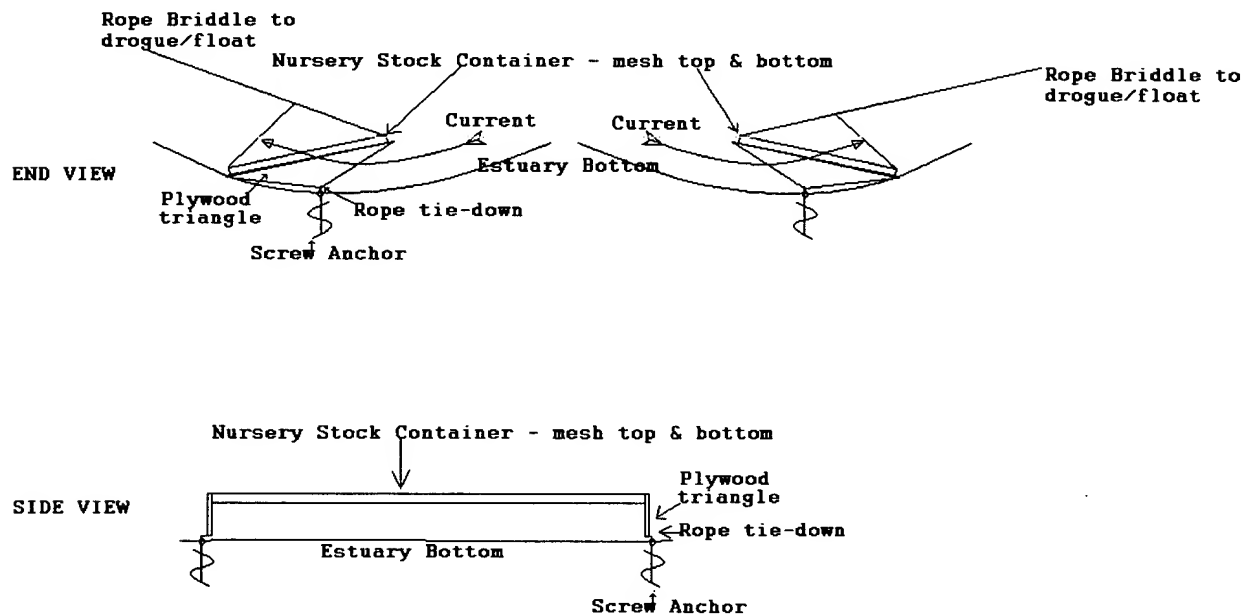 Rope Briddle to
drogue/float
Nursery Stock Container - mesh top & bottom
Rope Briddle to
drogue/float
Current
Current
Estuary Bottom
END VIEW
Plywood
triangle
Rope tie-down
Screw Anchor
Nursery Stock Container - mesh top & bottom
Plywood
triangle
SIDE VIEW
Rope tie-down
Estuary Bottom
Screw Anchor